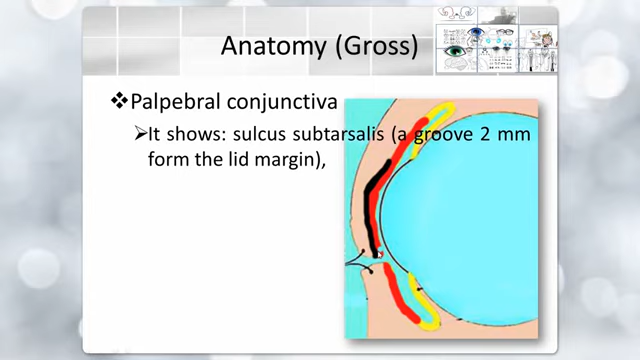 Anatomy (Gross)
❖Palpebral conjunctiva
➢It shows: sulcus subtarsalis (a groove 2 mm
form the lid margin),